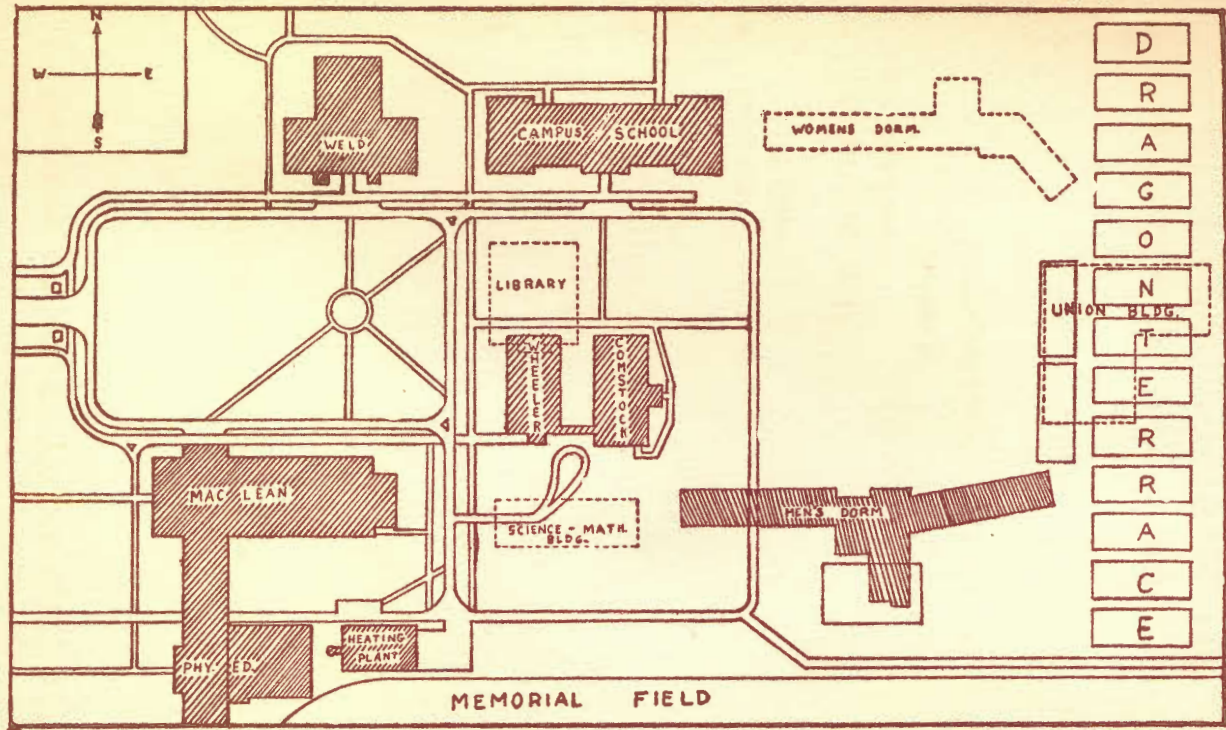 N
W E
S
WELD
CAMPUS SCHOOL
WOMENS DORM.
LIBRARY
WHEELER
COMSTOCK
UNION BLDG.
MAC LEAN
SCIENCE - MATH.
BLDG.
MEN'S DORM
HEATING
PLANT
PHY. ED.
MEMORIAL FIELD
D
R
A
G
O
N
T
E
R
R
A
C
E